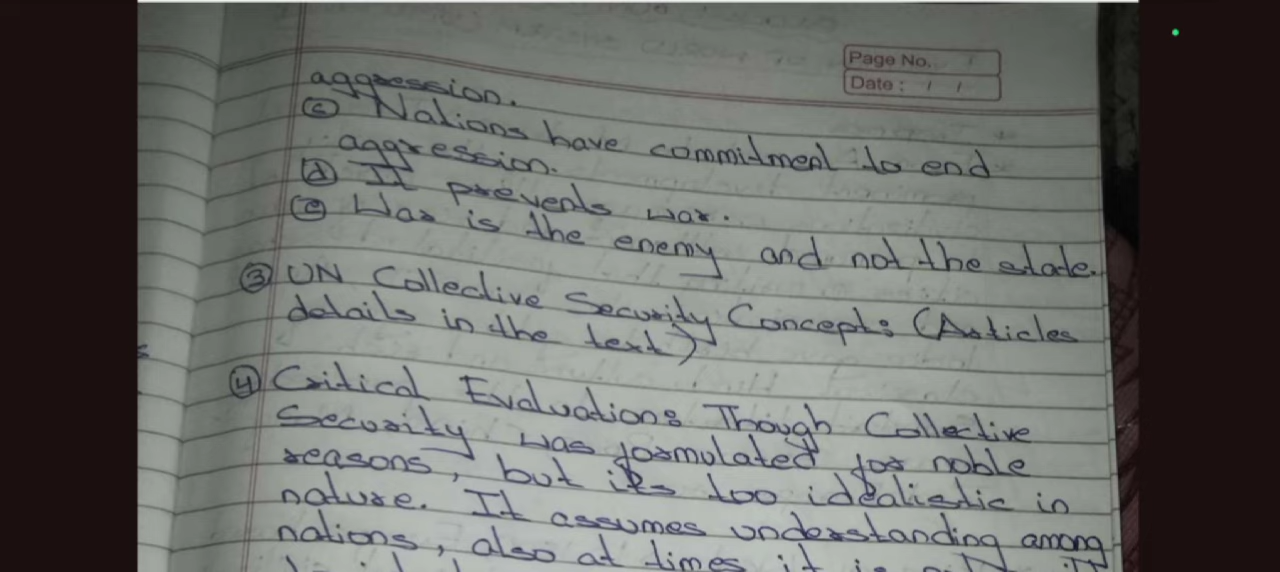 Page No.
Date : / /
aggression.
(c) Nations have commitment to end
aggression.
(d) It prevents war.
(e) War is the enemy and not the state.
(3) UN Collective Security Concept: (Articles
details in the text)
(4) Critical Evaluation: Though Collective
Security was formulated for noble
reasons, but its too idealistic in
nature. It assumes understanding among
nations, also at times it is